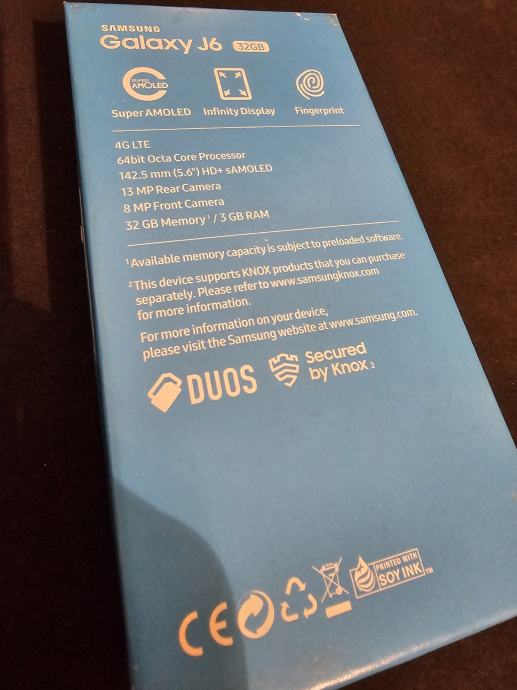 SAMSUNG
Galaxy J6 32GB
SUPER
AMOLED
Super AMOLED Infinity Display Fingerprint
4G LTE
64bit Octa Core Processor
142.5 mm (5.6") HD+ sAMOLED
13 MP Rear Camera
8 MP Front Camera
32 GB Memory¹ / 3 GB RAM
¹Available memory capacity is subject to preloaded software.
²This device supports KNOX products that you can purchase
separately. Please refer to www.samsungknox.com
for more information.
For more information on your device,
please visit the Samsung website at www.samsung.com.
DUOS Secured
by Knox 2
CE
PRINTED WITH
SOY INK™